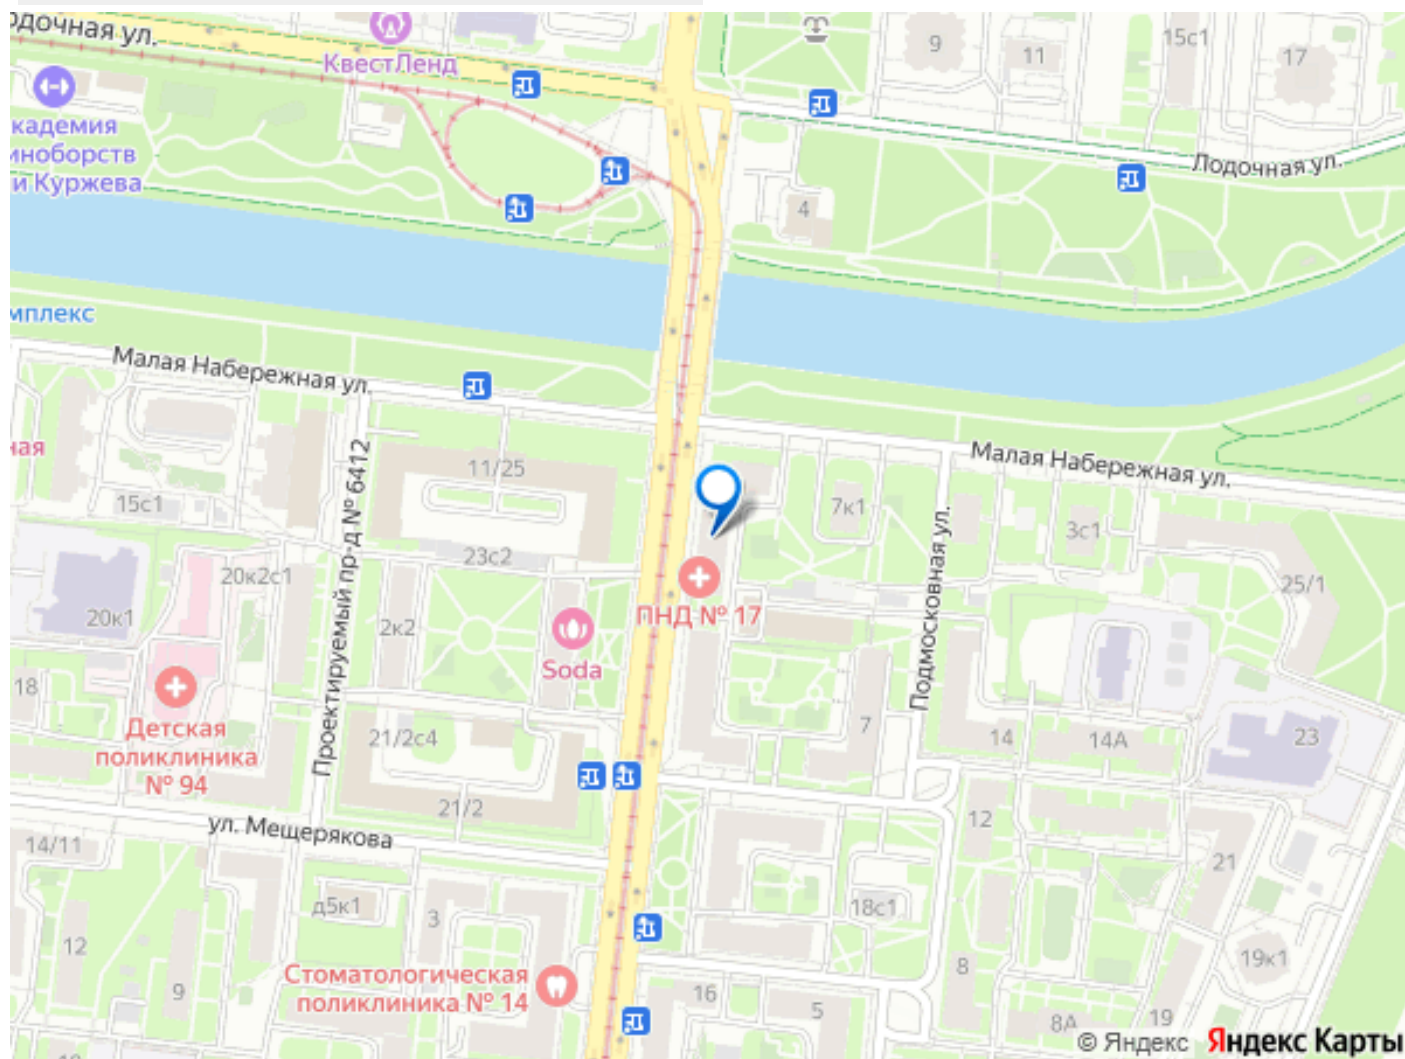 одочная ул.
КвестЛенд
9
11
15с1
17
кадемия
иноборств
и Куржева
Лодочная ул.
4
мплекс
Малая Набережная ул.
ная
11/25
Малая Набережная ул.
15с1
Проектируемый пр-д № 6412
7к1
Подмосковная ул.
3с1
23с2
20к2с1
25/1
20к1
2к2
ПНД № 17
Soda
18
Детская
поликлиника
№ 94
21/2с4
7
14
14А
23
21/2
ул. Мещерякова
12
14/11
21
д5к1
3
18с1
12
9
Стоматологическая
поликлиника № 14
8
19к1
16
5
8А
19
10
© Яндекс Яндекс Карты